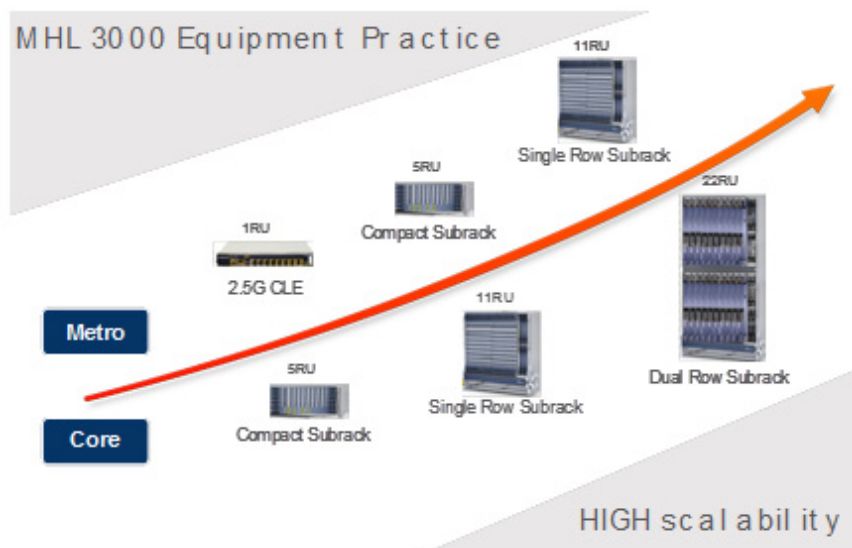 MHL 3000 Equipment Practice
11RU
Single Row Subrack
5RU
Compact Subrack
22RU
1RU
2.5G CLE
11RU
Metro
Dual Row Subrack
5RU
Single Row Subrack
Core
Compact Subrack
HIGH scalability